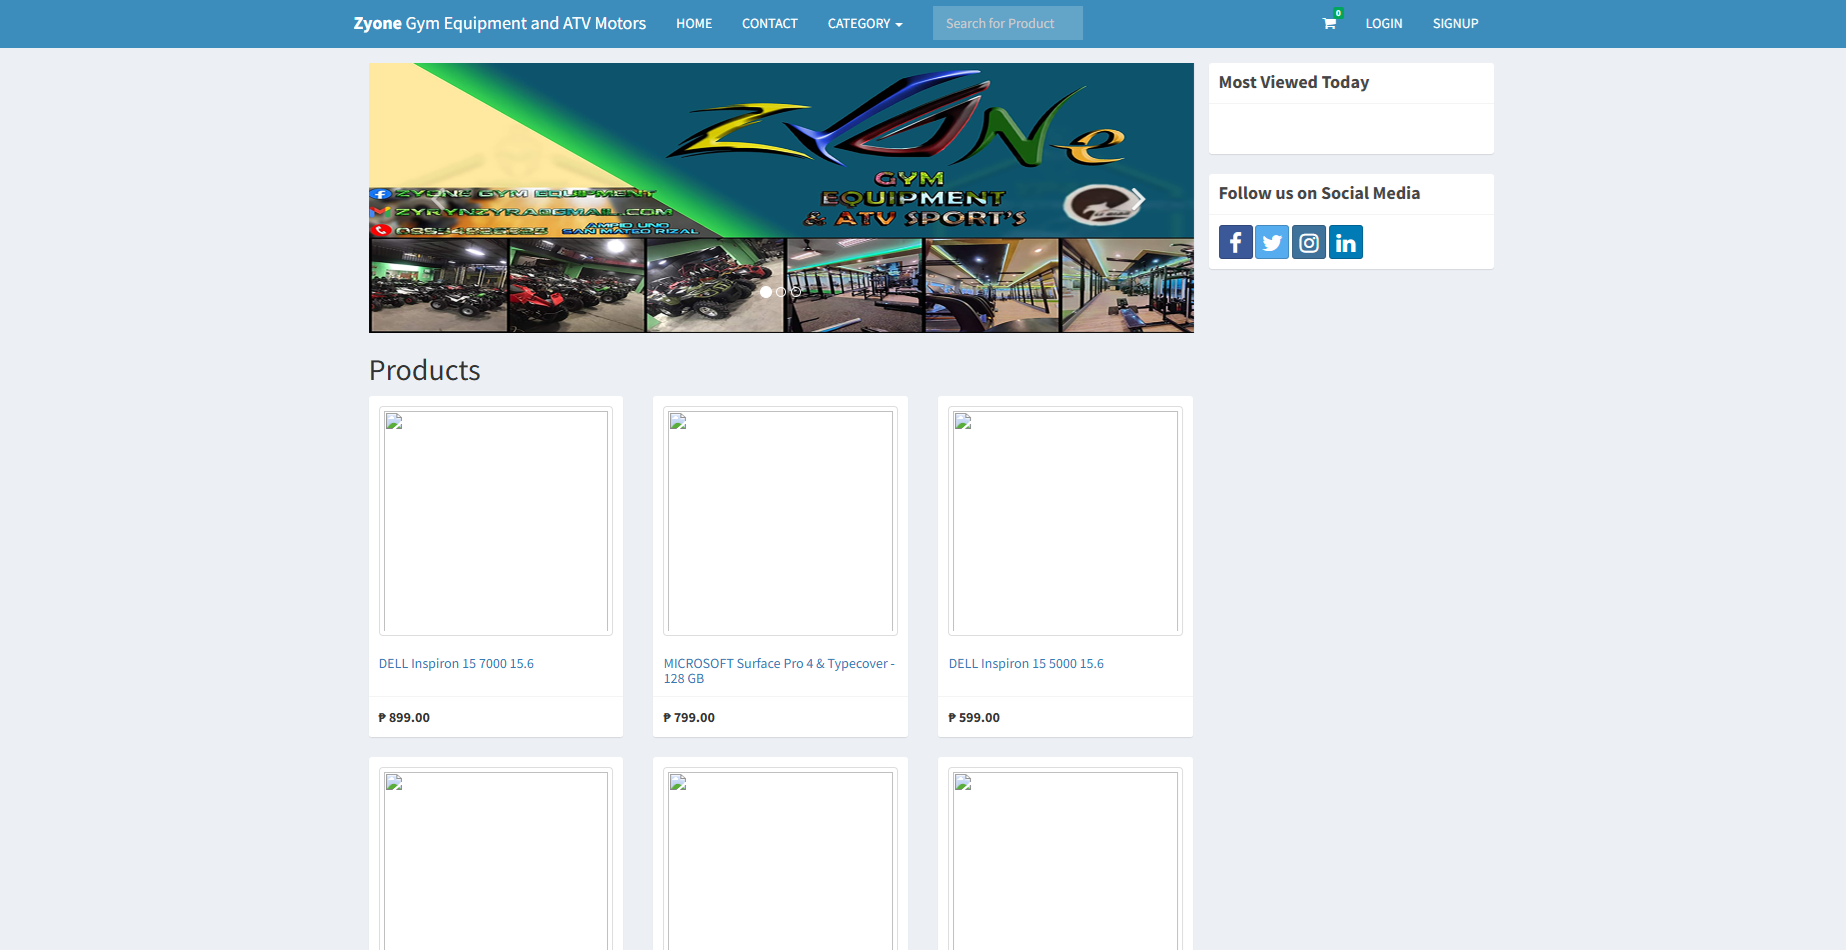 Zyone Gym Equipment and ATV Motors HOME CONTACT CATEGORY Search for Product 0 LOGIN SIGNUP
ZYONe
GYM
EQUIPMENT
& ATV SPORT'S
ZYONE GYM EQUIPMENT
ZYRYNZYRA@GMAIL.COM
AMPID UNO
SAN MATEO RIZAL
Most Viewed Today
Follow us on Social Media
Products
DELL Inspiron 15 7000 15.6
₱ 899.00
MICROSOFT Surface Pro 4 & Typecover -
128 GB
₱ 799.00
DELL Inspiron 15 5000 15.6
₱ 599.00